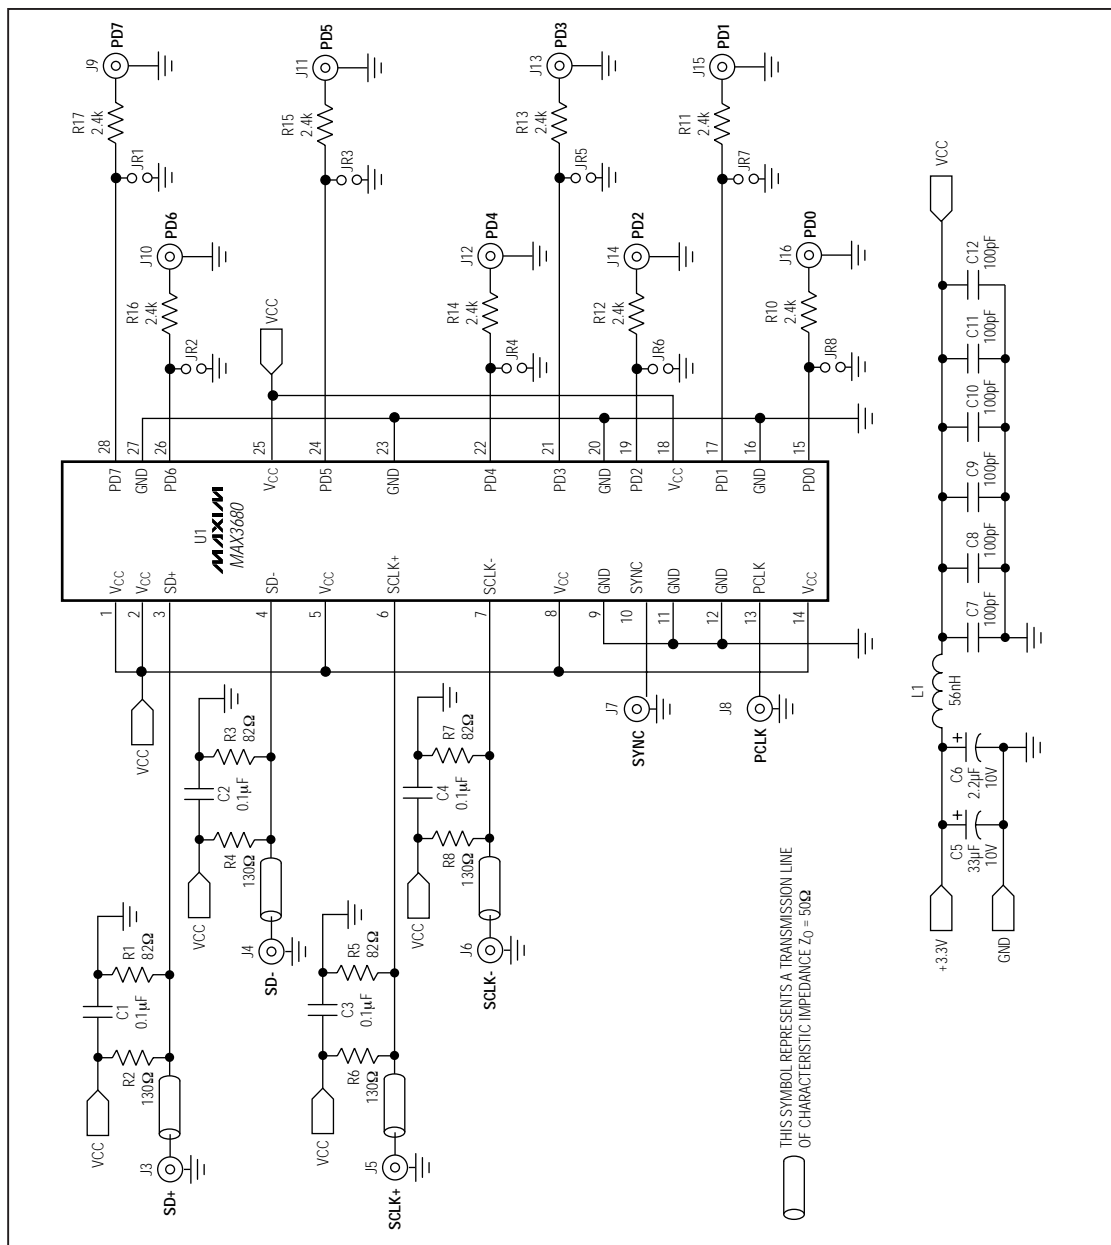 J9
PD7
R17
2.4k
JR1
J11
PD5
R15
2.4k
JR3
J13
PD3
R13
2.4k
JR5
J15
PD1
R11
2.4k
JR7
J10
PD6
R16
2.4k
JR2
VCC
J12
PD4
R14
2.4k
JR4
J14
PD2
R12
2.4k
JR6
J16
PD0
R10
2.4k
JR8
28
27
26
25
24
23
22
21
20
19
18
17
16
15
PD7
GND
PD6
VCC
PD5
GND
PD4
PD3
GND
PD2
VCC
PD1
GND
PD0
U1
MAXIM
MAX3680
VCC
VCC
SD+
SD-
VCC
SCLK+
SCLK-
VCC
GND
SYNC
GND
GND
PCLK
VCC
1
2
3
4
5
6
7
8
9
10
11
12
13
14
VCC
R3
82Ω
C2
0.1µF
R4
130Ω
VCC
J4
SD-
R7
82Ω
C4
0.1µF
R8
130Ω
VCC
J6
SCLK-
J7
SYNC
J8
PCLK
R1
82Ω
C1
0.1µF
R2
130Ω
VCC
J3
SD+
R5
82Ω
C3
0.1µF
R6
130Ω
VCC
J5
SCLK+
THIS SYMBOL REPRESENTS A TRANSMISSION LINE
OF CHARACTERISTIC IMPEDANCE Z0 = 50Ω
+3.3V
GND
C5
33µF
10V
C6
2.2µF
10V
L1
56nH
C7
100pF
C8
100pF
C9
100pF
C10
100pF
C11
100pF
C12
100pF
VCC